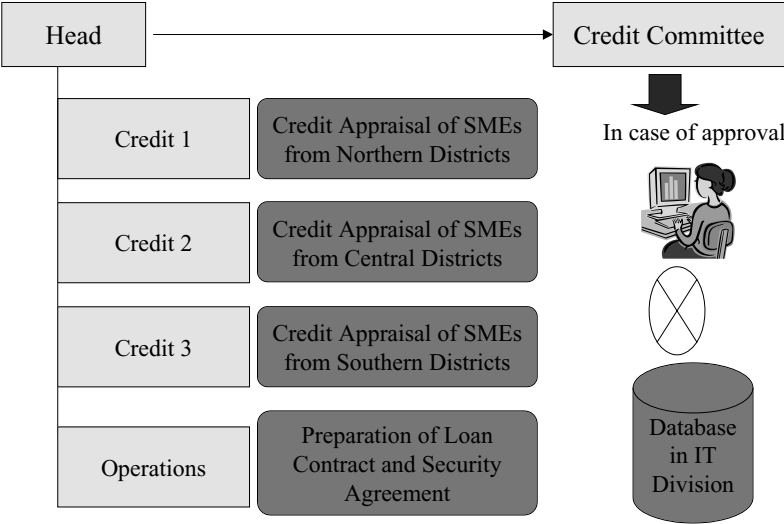 Head
Credit Committee
Credit 1
Credit Appraisal of SMEs
from Northern Districts
In case of approval
Credit 2
Credit Appraisal of SMEs
from Central Districts
Credit 3
Credit Appraisal of SMEs
from Southern Districts
Operations
Preparation of Loan
Contract and Security
Agreement
Database
in IT
Division